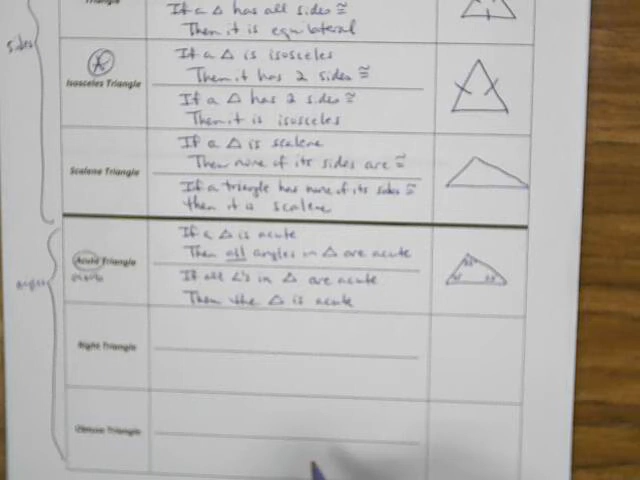 Triangle
If a △ has all sides ≅
Then it is equilateral
sides
Isosceles Triangle
If a △ is isosceles
Then it has 2 sides ≅
If a △ has 2 sides ≅
Then it is isosceles
Scalene Triangle
If a △ is scalene
Then none of its sides are ≅
If a triangle has none of its sides ≅
then it is scalene
angles
Acute Triangle
If a △ is acute
Then all angles in △ are acute
If all ∠'s in △ are acute
Then the △ is acute
Right Triangle
Obtuse Triangle